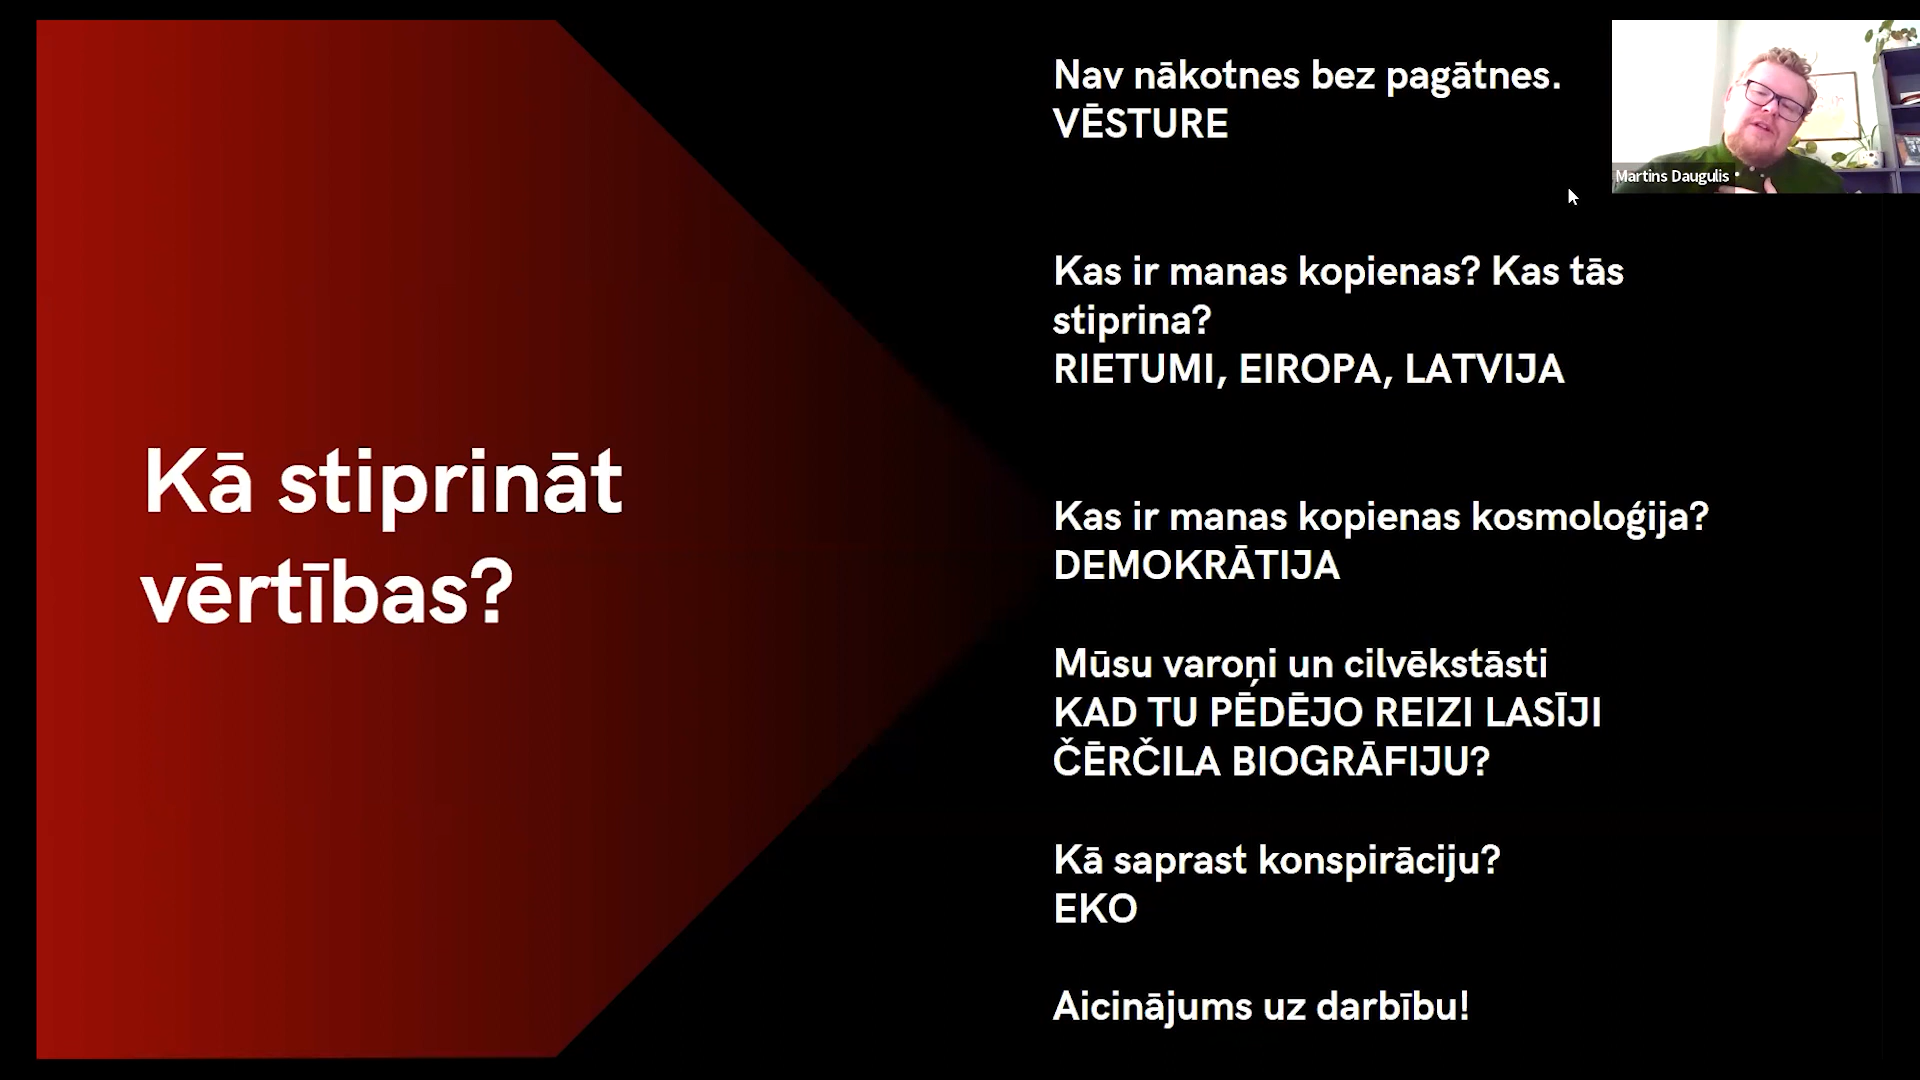 Kā stiprināt
vērtības?
Nav nākotnes bez pagātnes.
VĒSTURE
Kas ir manas kopienas? Kas tās
stiprina?
RIETUMI, EIROPA, LATVIJA
Kas ir manas kopienas kosmoloģija?
DEMOKRĀTIJA
Mūsu varoņi un cilvēkstāsti
KAD TU PĒDĒJO REIZI LASĪJI
ČĒRČILA BIOGRĀFIJU?
Kā saprast konspirāciju?
EKO
Aicinājums uz darbību!
Martins Daugulis